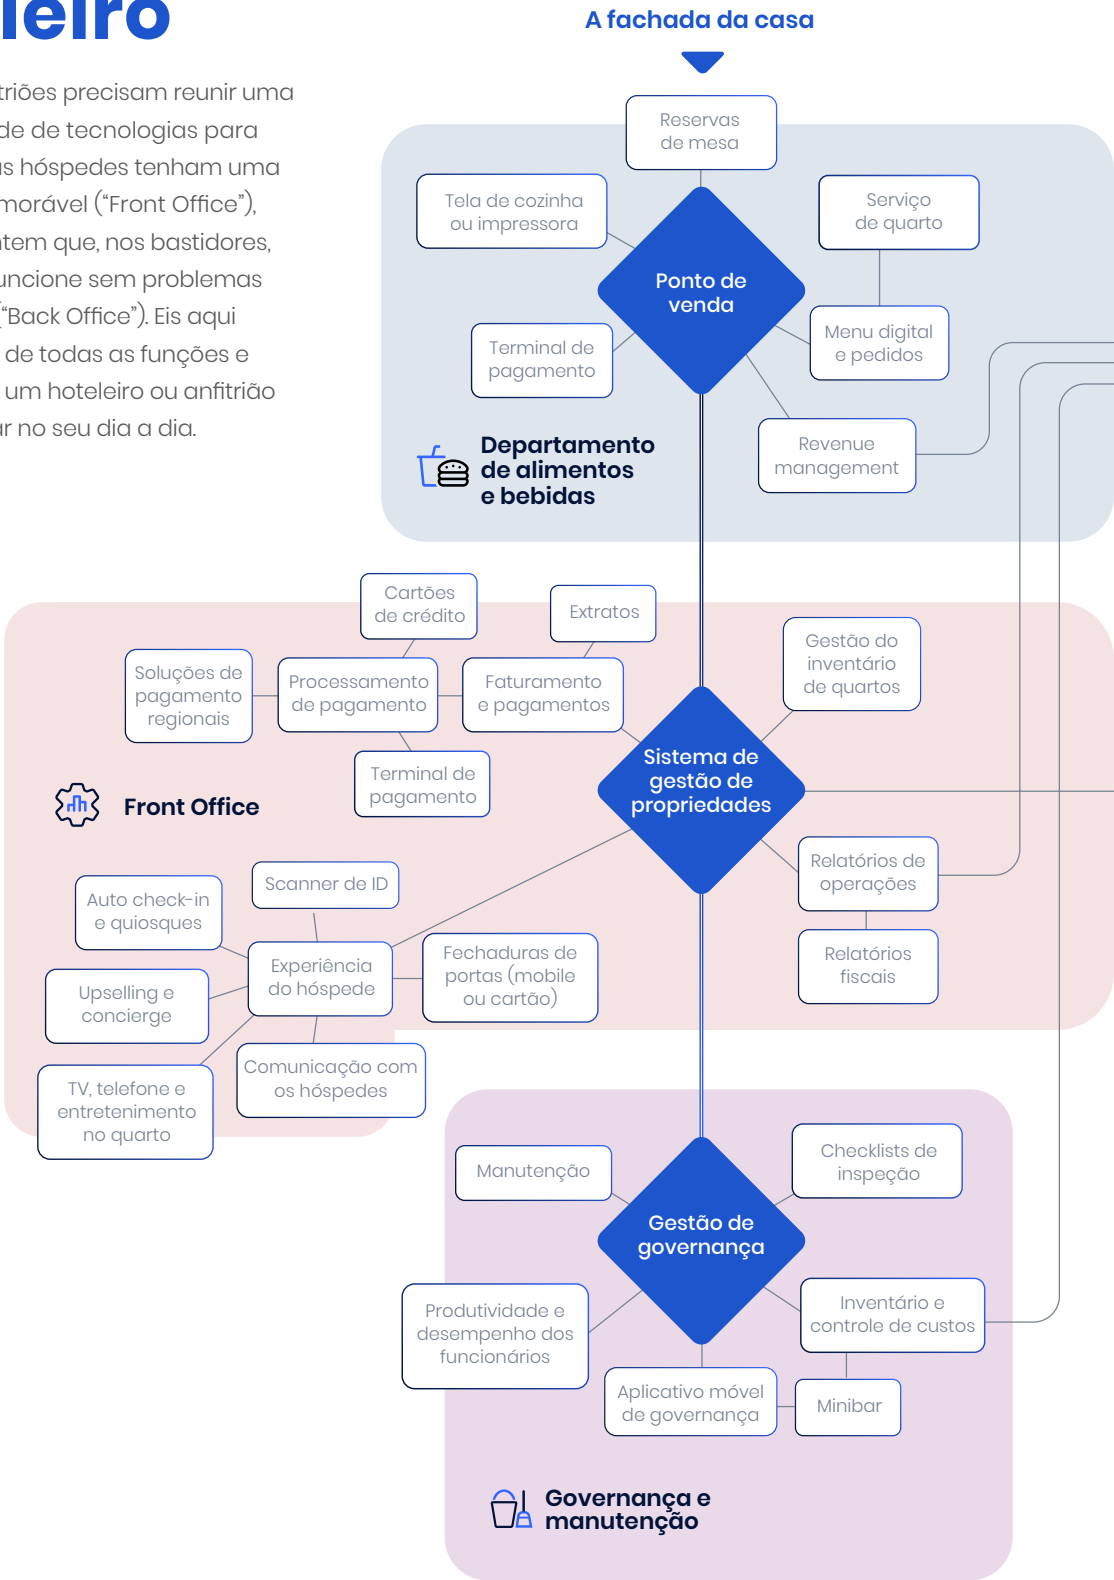 leiro
triões precisam reunir uma
de de tecnologias para
as hóspedes tenham uma
morável (“Front Office”),
ntem que, nos bastidores,
uncione sem problemas
(“Back Office”). Eis aqui
de todas as funções e
um hoteleiro ou anfitrião
ar no seu dia a dia.
A fachada da casa
Reservas
de mesa
Tela de cozinha
ou impressora
Serviço
de quarto
Ponto de
venda
Terminal de
pagamento
Menu digital
e pedidos
Revenue
management
Departamento
de alimentos
e bebidas
Cartões
de crédito
Extratos
Soluções de
pagamento
regionais
Processamento
de pagamento
Faturamento
e pagamentos
Gestão do
inventário
de quartos
Terminal de
pagamento
Sistema de
gestão de
propriedades
Front Office
Relatórios de
operações
Relatórios
fiscais
Scanner de ID
Auto check-in
e quiosques
Experiência
do hóspede
Fechaduras de
portas (mobile
ou cartão)
Upselling e
concierge
Comunicação com
os hóspedes
TV, telefone e
entretenimento
no quarto
Manutenção
Checklists de
inspeção
Gestão de
governança
Produtividade e
desempenho dos
funcionários
Inventário e
controle de custos
Aplicativo móvel
de governança
Minibar
Governança e
manutenção